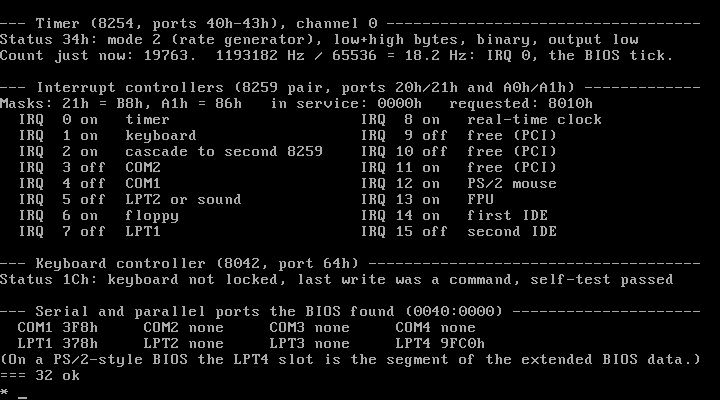 --- Timer (8254, ports 40h-43h), channel 0 -----------------------------------
Status 34h: mode 2 (rate generator), low+high bytes, binary, output low
Count just now: 19763.  1193182 Hz / 65536 = 18.2 Hz: IRQ 0, the BIOS tick.
--- Interrupt controllers (8259 pair, ports 20h/21h and A0h/A1h) -------------
Masks: 21h = B8h, A1h = 86h   in service: 0000h   requested: 8010h
  IRQ  0 on   timer                     IRQ  8 on   real-time clock
  IRQ  1 on   keyboard                  IRQ  9 off  free (PCI)
  IRQ  2 on   cascade to second 8259    IRQ 10 off  free (PCI)
  IRQ  3 off  COM2                      IRQ 11 on   free (PCI)
  IRQ  4 off  COM1                      IRQ 12 on   PS/2 mouse
  IRQ  5 off  LPT2 or sound             IRQ 13 on   FPU
  IRQ  6 on   floppy                    IRQ 14 on   first IDE
  IRQ  7 off  LPT1                      IRQ 15 off  second IDE
--- Keyboard controller (8042, port 64h) -------------------------------------
Status 1Ch: keyboard not locked, last write was a command, self-test passed
--- Serial and parallel ports the BIOS found (0040:0000) ---------------------
  COM1 3F8h     COM2 none     COM3 none     COM4 none
  LPT1 378h     LPT2 none     LPT3 none     LPT4 9FC0h
(On a PS/2-style BIOS the LPT4 slot is the segment of the extended BIOS data.)
=== 32 ok
* _